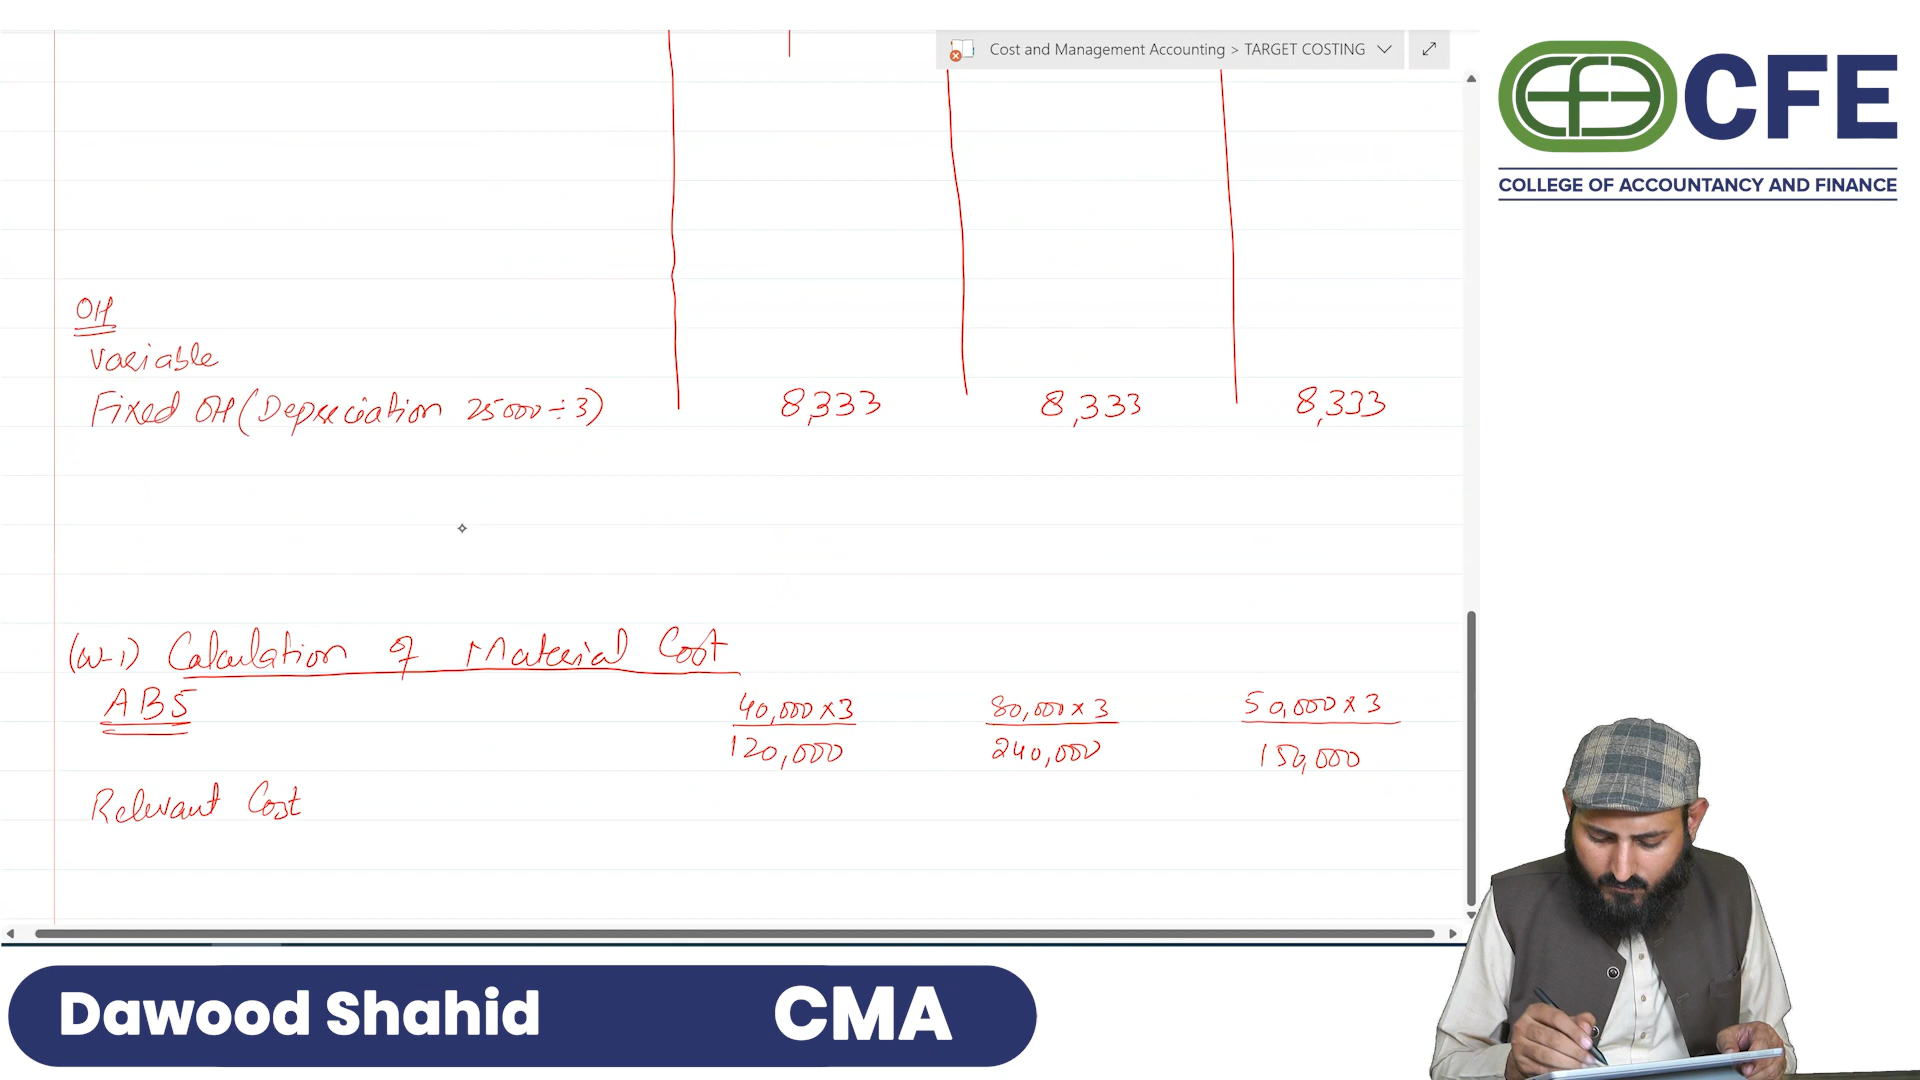 Cost and Management Accounting > TARGET COSTING
CFE
COLLEGE OF ACCOUNTANCY AND FINANCE
OH
Variable
Fixed OH (Depreciation 25000 ÷ 3) 8,333 8,333 8,333
(W-1) Calculation of Material Cost
ABS 40,000 x 3 80,000 x 3 50,000 x 3
120,000 240,000 150,000
Relevant Cost
Dawood Shahid CMA